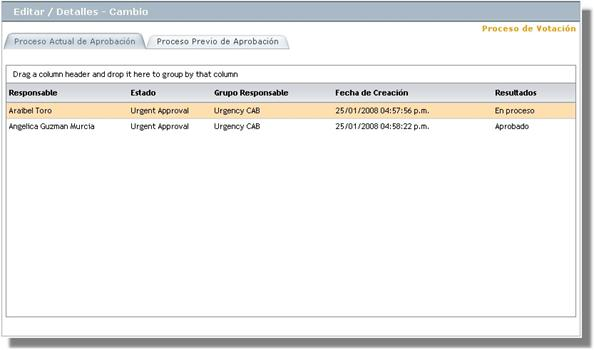 Editar / Detalles - Cambio
Proceso de Votación
Proceso Actual de Aprobación Proceso Previo de Aprobación
Drag a column header and drop it here to group by that column
Responsable Estado Grupo Responsable Fecha de Creación Resultados
Araibel Toro Urgent Approval Urgency CAB 25/01/2008 04:57:56 p.m. En proceso
Angelica Guzman Murcia Urgent Approval Urgency CAB 25/01/2008 04:58:22 p.m. Aprobado